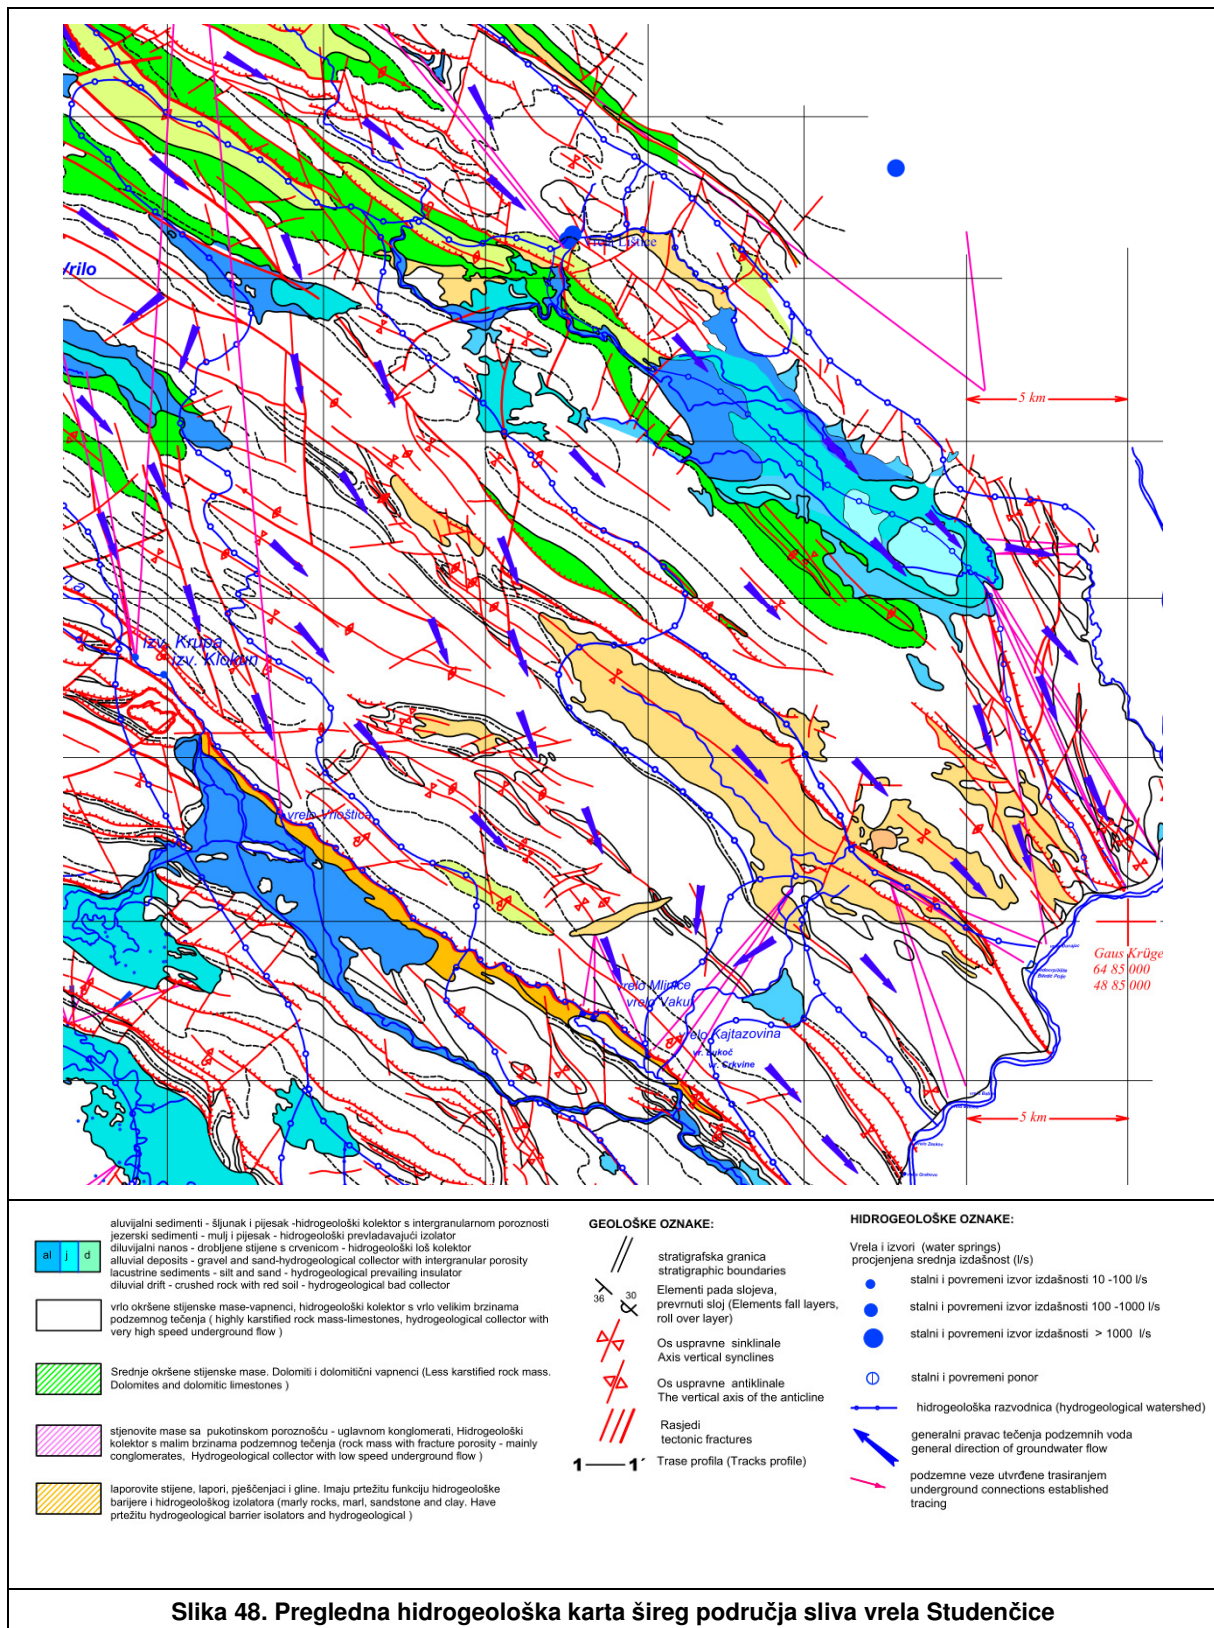 Vrilo
vrelo Lištice
5 km
izv. Krupa
izv. Klokun
vrelo Vrioštica
Gaus Krüge
64 85 000
48 85 000
vrelo Mlinice
vrelo Vakuf
vrelo Kajtazovina
vr. Lukoč
vr. Crkvine
5 km
al j d
aluvijalni sedimenti - šljunak i pijesak -hidrogeološki kolektor s intergranularnom poroznosti
jezerski sedimenti - mulj i pijesak - hidrogeološki prevladavajući izolator
diluvijalni nanos - drobljene stijene s crvenicom - hidrogeološki loš kolektor
alluvial deposits - gravel and sand-hydrogeological collector with intergranular porosity
lacustrine sediments - silt and sand - hydrogeological prevailing insulator
diluvial drift - crushed rock with red soil - hydrogeological bad collector
vrlo okršene stijenske mase-vapnenci, hidrogeološki kolektor s vrlo velikim brzinama
podzemnog tečenja ( highly karstified rock mass-limestones, hydrogeological collector with
very high speed underground flow )
Srednje okršene stijenske mase. Dolomiti i dolomitični vapnenci (Less karstified rock mass.
Dolomites and dolomitic limestones )
stjenovite mase sa pukotinskom poroznošću - uglavnom konglomerati, Hidrogeološki
kolektor s malim brzinama podzemnog tečenja (rock mass with fracture porosity - mainly
conglomerates, Hydrogeological collector with low speed underground flow )
laporovite stijene, lapori, pješčenjaci i gline. Imaju prtežitu funkciju hidrogeološke
barijere i hidrogeološkog izolatora (marly rocks, marl, sandstone and clay. Have
prtežitu hydrogeological barrier isolators and hydrogeological )
GEOLOŠKE OZNAKE:
stratigrafska granica
stratigraphic boundaries
36 30
Elementi pada slojeva,
prevrnuti sloj (Elements fall layers,
roll over layer)
Os uspravne sinklinale
Axis vertical synclines
Os uspravne antiklinale
The vertical axis of the anticline
Rasjedi
tectonic fractures
1 1´ Trase profila (Tracks profile)
HIDROGEOLOŠKE OZNAKE:
Vrela i izvori (water springs)
procjenjena srednja izdašnost (l/s)
stalni i povremeni izvor izdašnosti 10 -100 l/s
stalni i povremeni izvor izdašnosti 100 -1000 l/s
stalni i povremeni izvor izdašnosti > 1000 l/s
stalni i povremeni ponor
hidrogeološka razvodnica (hydrogeological watershed)
generalni pravac tečenja podzemnih voda
general direction of groundwater flow
podzemne veze utvrđene trasiranjem
underground connections established
tracing
Slika 48. Pregledna hidrogeološka karta šireg područja sliva vrela Studenčice